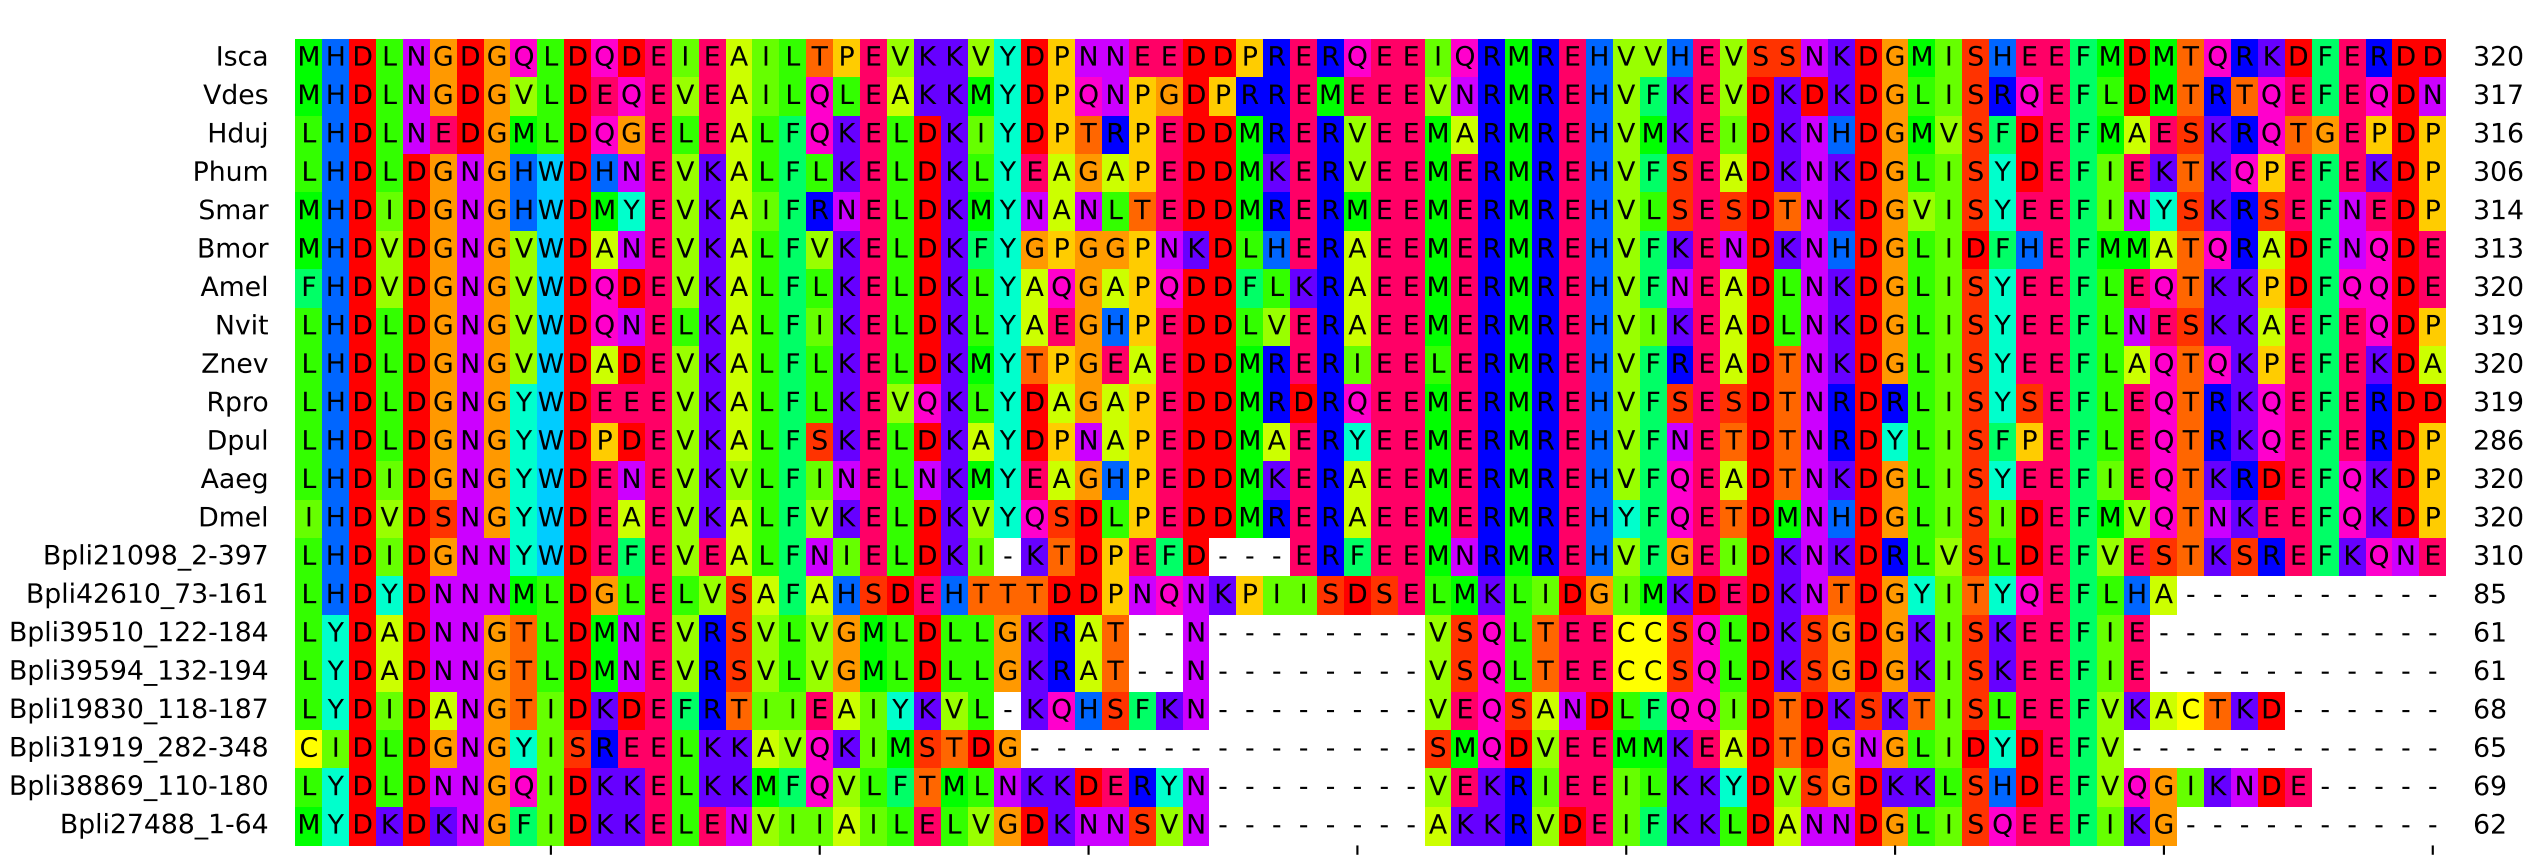 Isca MHDLNGDGQLDQDEIEAILTPEVKKVYDPNNEEDDPRERQEEIQRMREHVVHEVSSNKDGMISHEEFMDMTQRKDFERDD 320
Vdes MHDLNGDGVLDEQEVEAILQLEAKKMYDPQNPGDPRREMEEEVNRMREHVFKEVDKDKDGLISRQEFLDMTRTQEFEQDN 317
Hduj LHDLNEDGMLDQGELEALFQKELDKIYDPTRPEDDMRERVEEMARMREHVMKEIDKNHDGMVSFDEFMAESKRQTGEPDP 316
Phum LHDLDGNGHWDHNEVKALFLKELDKLYEAGAPEDDMKERVEEMERMREHVFSEADKNKDGLISYDEFIEKTKQPEFEKDP 306
Smar MHDIDGNGHWDMYEVKAIFRNELDKMYNANLTEDDMRERMEEMERMREHVLSESDTNKDGVISYEEFINYSKRSEFNEDP 314
Bmor MHDVDGNGVWDANEVKALFVKELDKFYGPGGPNKDLHERAEEMERMREHVFKENDKNHDGLIDFHEFMMATQRADFNQDE 313
Amel FHDVDGNGVWDQDEVKALFLKELDKLYAQGAPQDDFLKRAEEMERMREHVFNEADLNKDGLISYEEFLEQTKKPDFQQDE 320
Nvit LHDLDGNGVWDQNELKALFIKELDKLYAEGHPEDDLVERAEEMERMREHVIKEADLNKDGLISYEEFLNESKKAEFEQDP 319
Znev LHDLDGNGVWDADEVKALFLKELDKMYTPGEAEDDMRERIEELERMREHVFREADTNKDGLISYEEFLAQTQKPEFEKDA 320
Rpro LHDLDGNGYWDEEEVKALFLKEVQKLYDAGAPEDDMRDRQEEMERMREHVFSESDTNRDRLISYSEFLEQTRKQEFERDD 319
Dpul LHDLDGNGYWDPDEVKALFSKELDKAYDPNAPEDDMAERYEEMERMREHVFNETDTNRDYLISFPEFLEQTRKQEFERDP 286
Aaeg LHDIDGNGYWDENEVKVLFINELNKMYEAGHPEDDMKERAEEMERMREHVFQEADTNKDGLISYEEFIEQTKRDEFQKDP 320
Dmel IHDVDSNGYWDEAEVKALFVKELDKVYQSDLPEDDMRERAEEMERMREHYFQETDMNHDGLISIDEFMVQTNKEEFQKDP 320
Bpli21098_2-397 LHDIDGNNYWDEFEVEALFNIELDKI-KTDPEFD---ERFEEMNRMREHVFGEIDKNKDRLVSLDEFVESTKSREFKQNE 310
Bpli42610_73-161 LHDYDNNNMLDGLELVSAFAHSDEHTTTDDPNQNKPIISDSELMKLIDGIMKDEDKNTDGYITYQEFLHA---------- 85
Bpli39510_122-184 LYDADNNGTLDMNEVRSVLVGMLDLLGKRAT--N--------VSQLTEECCSQLDKSGDGKISKEEFIE----------- 61
Bpli39594_132-194 LYDADNNGTLDMNEVRSVLVGMLDLLGKRAT--N--------VSQLTEECCSQLDKSGDGKISKEEFIE----------- 61
Bpli19830_118-187 LYDIDANGTIDKDEFRTIIEAIYKVL-KQHSFKN--------VEQSANDLFQQIDTDKSKTISLEEFVKACTKD------ 68
Bpli31919_282-348 CIDLDGNGYISREELKKAVQKIMSTDG---------------SMQDVEEMMKEADTDGNGLIDYDEFV------------ 65
Bpli38869_110-180 LYDLDNNGQIDKKELKKMFQVLFTMLNKKDERYN--------VEKRIEEILKKYDVSGDKKLSHDEFVQGIKNDE----- 69
Bpli27488_1-64 MYDKDKNGFIDKKELENVIIAILELVGDKNNSVN--------AKKRVDEIFKKLDANNDGLISQEEFIKG---------- 62